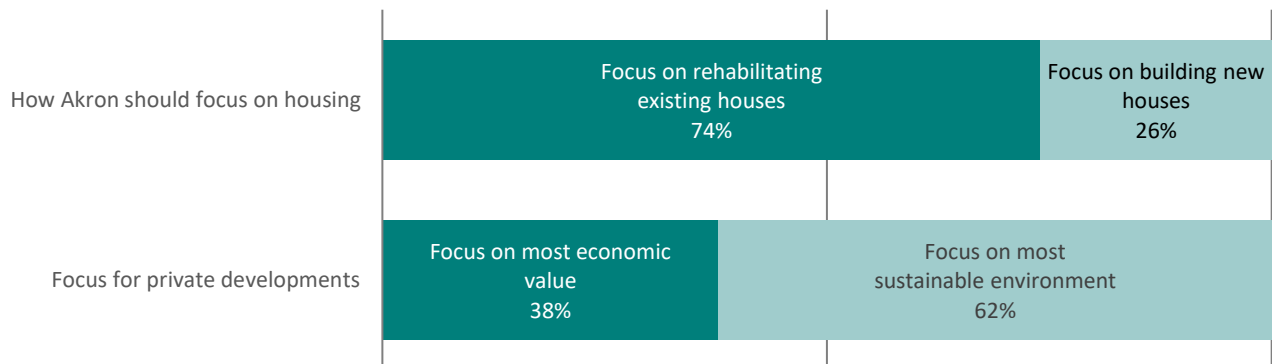 How Akron should focus on housing
Focus on rehabilitating
existing houses
74%
Focus on building new
houses
26%
Focus for private developments
Focus on most economic
value
38%
Focus on most
sustainable environment
62%